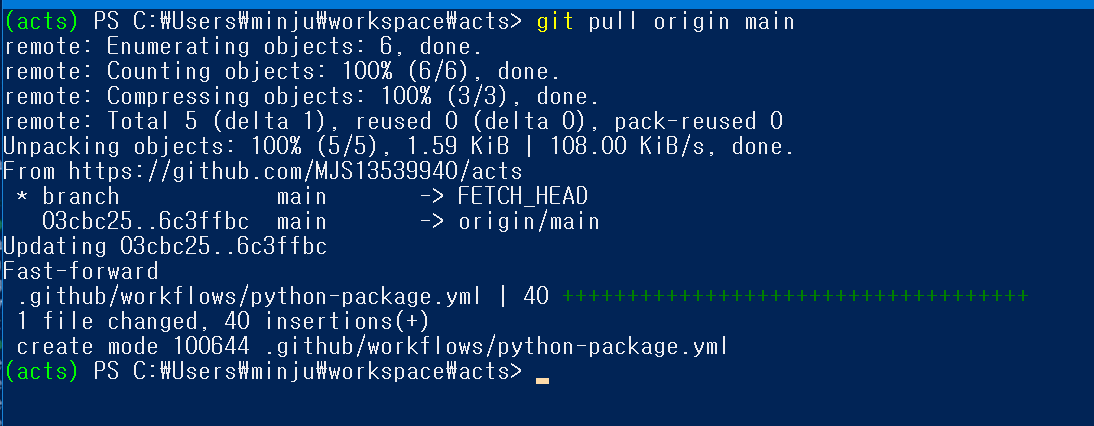 (acts) PS C:₩Users₩minju₩workspace₩acts> git pull origin main
remote: Enumerating objects: 6, done.
remote: Counting objects: 100% (6/6), done.
remote: Compressing objects: 100% (3/3), done.
remote: Total 5 (delta 1), reused 0 (delta 0), pack-reused 0
Unpacking objects: 100% (5/5), 1.59 KiB | 108.00 KiB/s, done.
From https://github.com/MJS13539940/acts
 * branch            main       -> FETCH_HEAD
   03cbc25..6c3ffbc  main       -> origin/main
Updating 03cbc25..6c3ffbc
Fast-forward
 .github/workflows/python-package.yml | 40 ++++++++++++++++++++++++++++++++++++
 1 file changed, 40 insertions(+)
 create mode 100644 .github/workflows/python-package.yml
(acts) PS C:₩Users₩minju₩workspace₩acts>